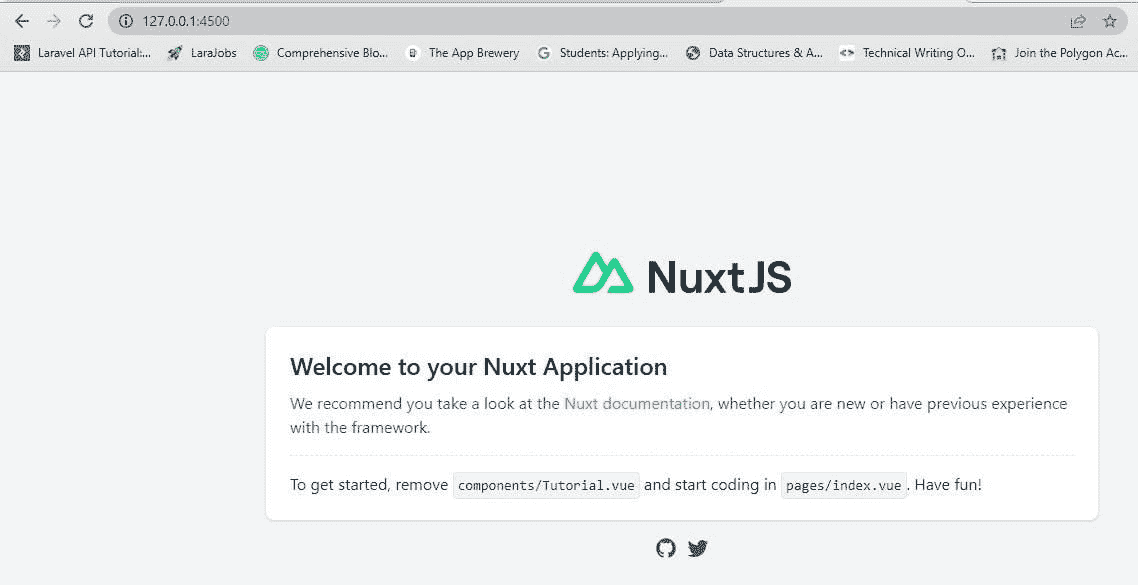 127.0.0.1:4500
Laravel API Tutorial:... LaraJobs Comprehensive Blo... The App Brewery Students: Applying... Data Structures & A... Technical Writing O... Join the Polygon Ac...
NuxtJS
Welcome to your Nuxt Application
We recommend you take a look at the Nuxt documentation, whether you are new or have previous experience
with the framework.
To get started, remove components/Tutorial.vue and start coding in pages/index.vue. Have fun!